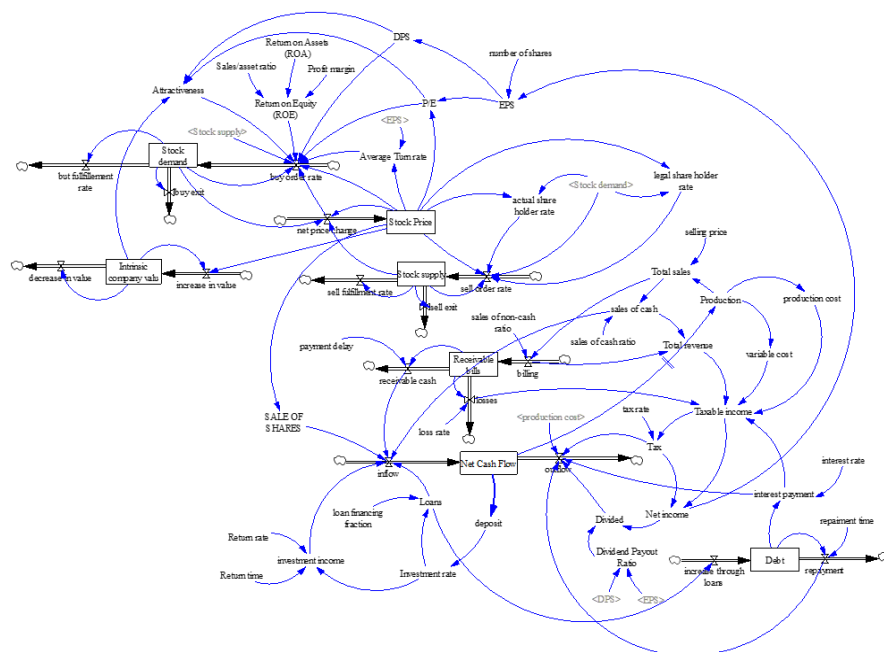 DPS
Return on Assets
(ROA)
number of shares
Sales/asset ratio
Profit margin
Attractiveness
Return on Equity
(ROE)
P/E
EPS
<EPS>
<Stock supply>
Stock
demand
Average Turn rate
but fulfillment
rate
buy order rate
legal share holder
rate
buy exit
<Stock demand>
actual share
holder rate
Stock Price
net price change
selling price
Intrinsic
company valu
decrease in value
increase in value
Stock supply
sell fulfillment rate
sell order rate
Total sales
sell exit
Production
production cost
sales of non-cash
ratio
sales of cash
sales of cash ratio
payment delay
Total revenue
Receivable
bills
variable cost
receivable cash
billing
losses
SALE OF
SHARES
loss rate
<production cost>
tax rate
Taxable income
Tax
inflow
Net Cash Flow
outflow
interest rate
interest payment
Loans
loan financing
fraction
deposit
Divided
Net income
repaiment time
Return rate
investment income
Dividend Payout
Ratio
Debt
increase through
loans
repayment
Return time
Investment rate
<DPS>
<EPS>